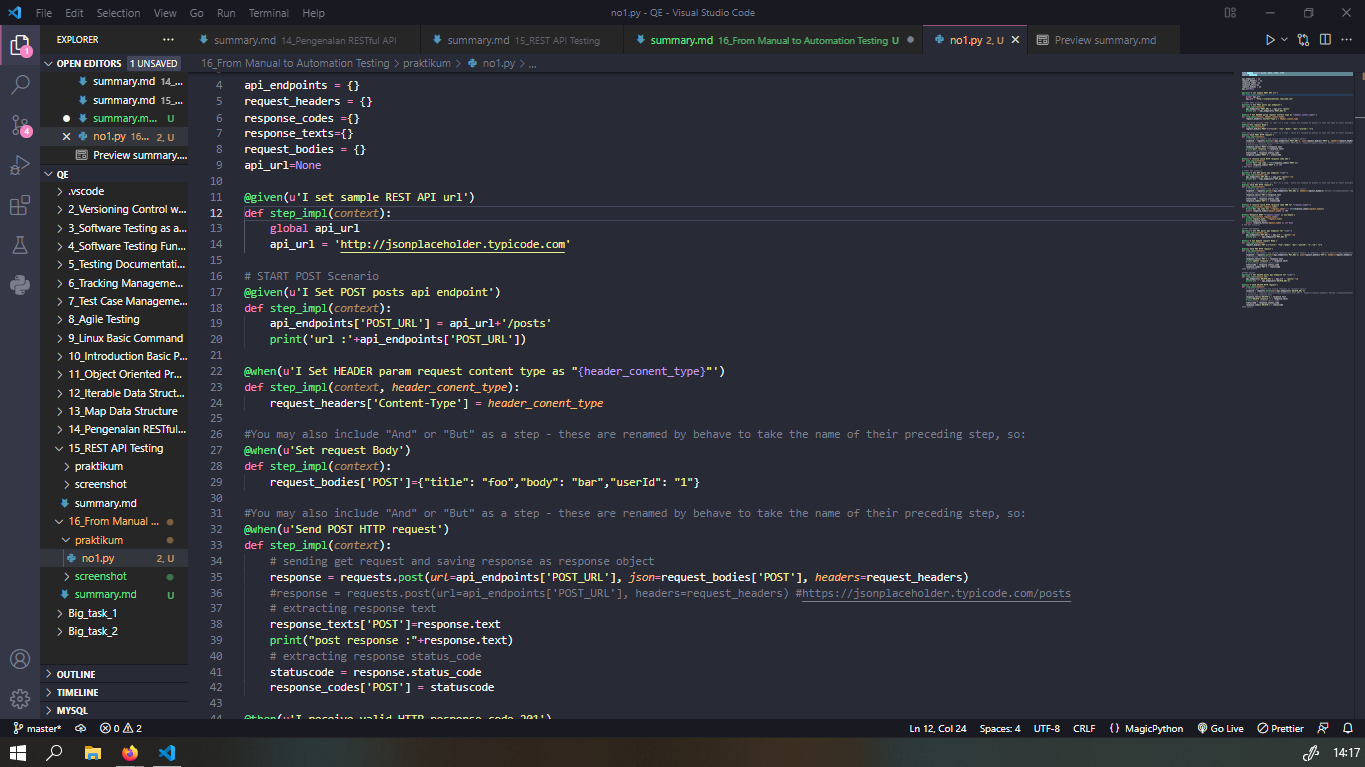 File Edit Selection View Go Run Terminal Help
no1.py - QE - Visual Studio Code
EXPLORER
summary.md 14_Pengenalan RESTful API
summary.md 15_REST API Testing
summary.md 16_From Manual to Automation Testing U
no1.py 2, U
Preview summary.md
16_From Manual to Automation Testing > praktikum > no1.py > ...
1
4
OPEN EDITORS 1 UNSAVED
summary.md 14_...
summary.md 15_...
summary.m... U
no1.py 16... 2, U
Preview summary....
QE
.vscode
2_Versioning Control w...
3_Software Testing as a...
4_Software Testing Fun...
5_Testing Documentati...
6_Tracking Manageme...
7_Test Case Manageme...
8_Agile Testing
9_Linux Basic Command
10_Introduction Basic P...
11_Object Oriented Pr...
12_Iterable Data Struct...
13_Map Data Structure
14_Pengenalan RESTful...
15_REST API Testing
praktikum
screenshot
summary.md
16_From Manual ...
praktikum
no1.py 2, U
screenshot
summary.md U
Big_task_1
Big_task_2
OUTLINE
TIMELINE
MYSQL
4 api_endpoints = {}
5 request_headers = {}
6 response_codes ={}
7 response_texts={}
8 request_bodies = {}
9 api_url=None
10
11 @given(u'I set sample REST API url')
12 def step_impl(context):
13 global api_url
14 api_url = 'http://jsonplaceholder.typicode.com'
15
16 # START POST Scenario
17 @given(u'I Set POST posts api endpoint')
18 def step_impl(context):
19 api_endpoints['POST_URL'] = api_url+'/posts'
20 print('url :'+api_endpoints['POST_URL'])
21
22 @when(u'I Set HEADER param request content type as "{header_conent_type}"')
23 def step_impl(context, header_conent_type):
24 request_headers['Content-Type'] = header_conent_type
25
26 #You may also include "And" or "But" as a step - these are renamed by behave to take the name of their preceding step, so:
27 @when(u'Set request Body')
28 def step_impl(context):
29 request_bodies['POST']={"title": "foo","body": "bar","userId": "1"}
30
31 #You may also include "And" or "But" as a step - these are renamed by behave to take the name of their preceding step, so:
32 @when(u'Send POST HTTP request')
33 def step_impl(context):
34 # sending get request and saving response as response object
35 response = requests.post(url=api_endpoints['POST_URL'], json=request_bodies['POST'], headers=request_headers)
36 #response = requests.post(url=api_endpoints['POST_URL'], headers=request_headers) #https://jsonplaceholder.typicode.com/posts
37 # extracting response text
38 response_texts['POST']=response.text
39 print("post response :"+response.text)
40 # extracting response status_code
41 statuscode = response.status_code
42 response_codes['POST'] = statuscode
43
44 @then(u'I receive valid HTTP response code 201')
master* 0 2
Ln 12, Col 24 Spaces: 4 UTF-8 CRLF {} MagicPython Go Live Prettier
14:17